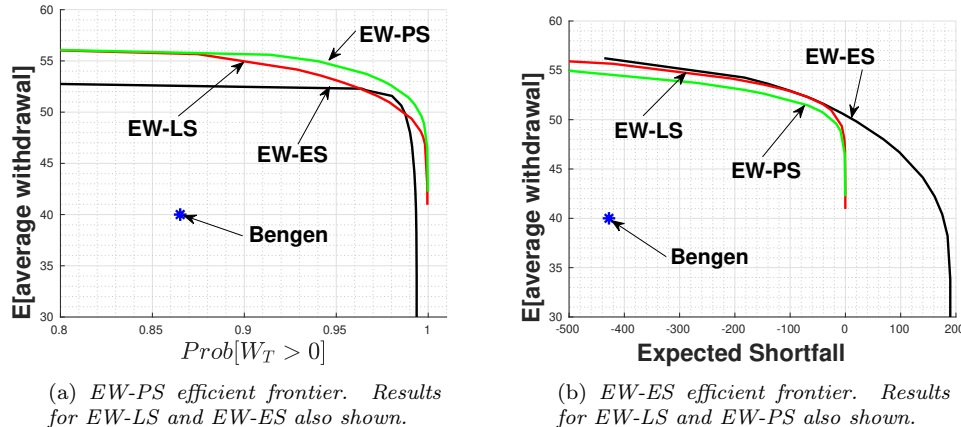 E[average withdrawal]
60
55
50
45
40
35
30
EW-PS
EW-LS
EW-ES
Bengen
0.8 0.85 0.9 0.95 1
Prob[W_T > 0]
(a) EW-PS efficient frontier. Results
for EW-LS and EW-ES also shown.
E[average withdrawal]
60
55
50
45
40
35
30
EW-ES
EW-LS
EW-PS
Bengen
-500 -400 -300 -200 -100 0 100 200
Expected Shortfall
(b) EW-ES efficient frontier. Results
for EW-LS and EW-PS also shown.